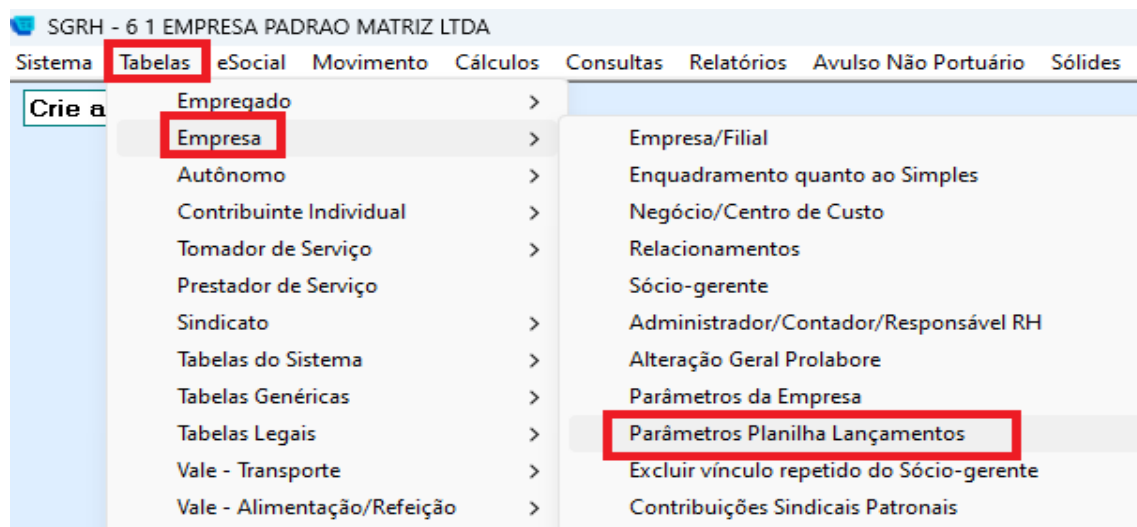 SGRH - 6 1 EMPRESA PADRAO MATRIZ LTDA
Sistema Tabelas eSocial Movimento Cálculos Consultas Relatórios Avulso Não Portuário Sólides
Crie a
Empregado >
Empresa >
Autônomo >
Contribuinte Individual >
Tomador de Serviço >
Prestador de Serviço
Sindicato >
Tabelas do Sistema >
Tabelas Genéricas >
Tabelas Legais >
Vale - Transporte >
Vale - Alimentação/Refeição >
Empresa/Filial
Enquadramento quanto ao Simples
Negócio/Centro de Custo
Relacionamentos
Sócio-gerente
Administrador/Contador/Responsável RH
Alteração Geral Prolabore
Parâmetros da Empresa
Parâmetros Planilha Lançamentos
Excluir vínculo repetido do Sócio-gerente
Contribuições Sindicais Patronais